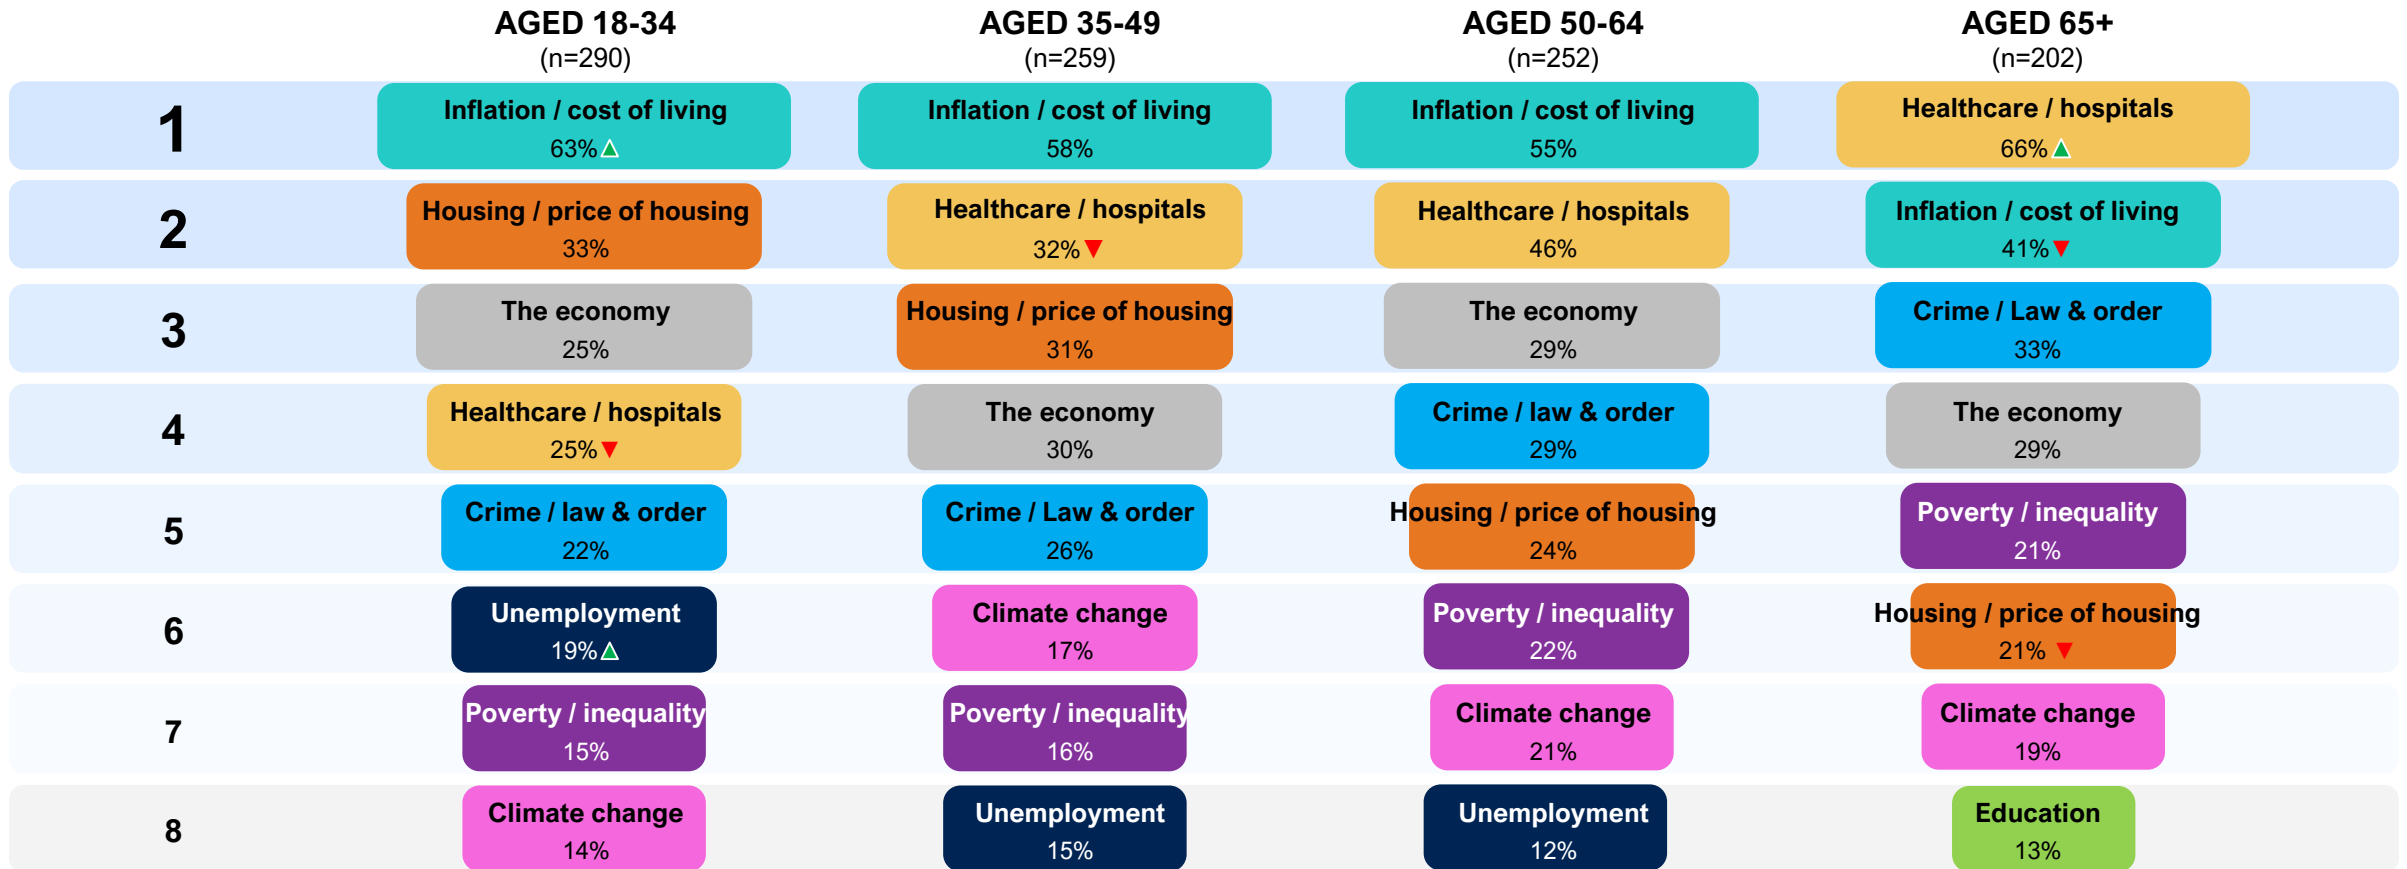 AGED 18-34
AGED 35-49
AGED 50-64
AGED 65+
(n=290)
(n=259)
(n=252)
(n=202)
1
Inflation / cost of living
63%
Inflation / cost of living
58%
Inflation / cost of living
55%
Healthcare / hospitals
66%
2
Housing / price of housing
33%
Healthcare / hospitals
32%
Healthcare / hospitals
46%
Inflation / cost of living
41%
3
The economy
25%
Housing / price of housing
31%
The economy
29%
Crime / Law & order
33%
4
Healthcare / hospitals
25%
The economy
30%
Crime / law & order
29%
The economy
29%
5
Crime / law & order
22%
Crime / Law & order
26%
Housing / price of housing
24%
Poverty / inequality
21%
6
Unemployment
19%
Climate change
17%
Poverty / inequality
22%
Housing / price of housing
21%
7
Poverty / inequality
15%
Poverty / inequality
16%
Climate change
21%
Climate change
19%
8
Climate change
14%
Unemployment
15%
Unemployment
12%
Education
13%